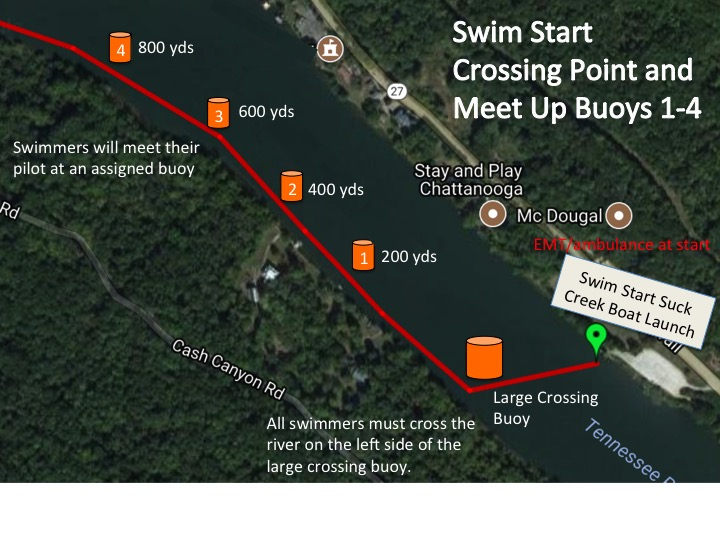 Swim Start
Crossing Point and
Meet Up Buoys 1-4
4 800 yds
27
3 600 yds
Swimmers will meet their
pilot at an assigned buoy
Stay and Play
Chattanooga
2 400 yds
Rd
Mc Dougal
EMT/ambulance at start
1 200 yds
Swim Start Suck
Creek Boat Launch
Cash Canyon Rd
Large Crossing
Buoy
All swimmers must cross the
river on the left side of the
large crossing buoy.
Tennessee